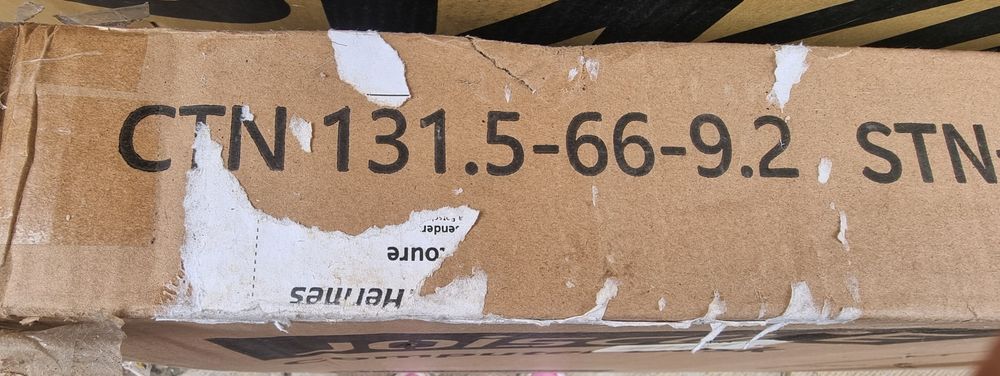 CTN 131.5-66-9.2 STN-
ender
oure
Hermes